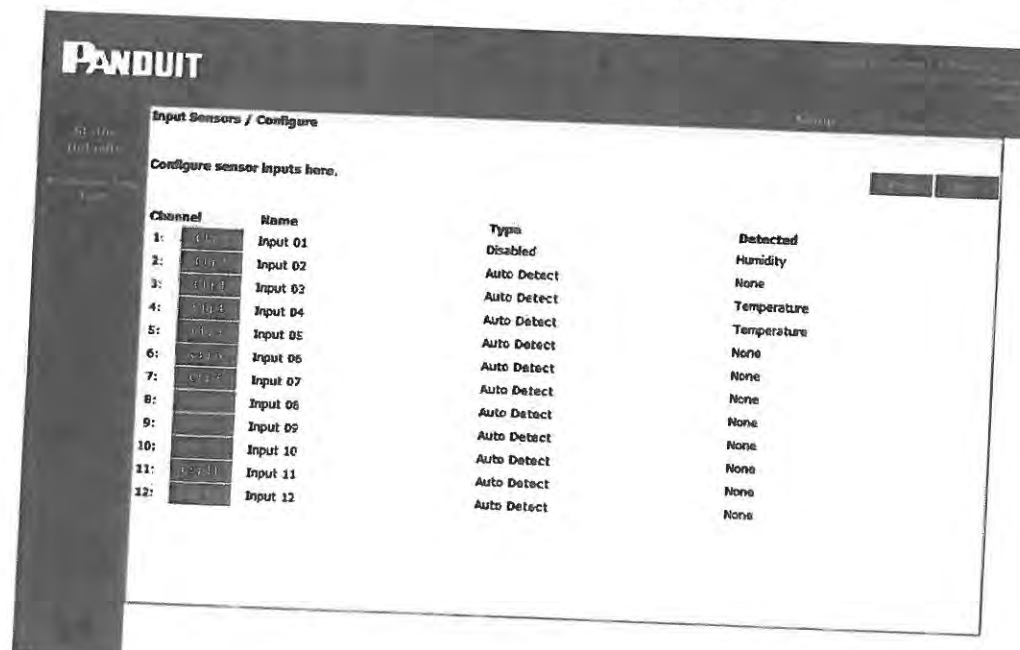 PANDUIT
Input Sensors / Configure
Configure sensor inputs here.
Channel Name Type Detected
1: Input 01 Disabled Humidity
2: Input 02 Auto Detect None
3: Input 03 Auto Detect Temperature
4: Input 04 Auto Detect Temperature
5: Input 05 Auto Detect None
6: Input 06 Auto Detect None
7: Input 07 Auto Detect None
8: Input 08 Auto Detect None
9: Input 09 Auto Detect None
10: Input 10 Auto Detect None
11: Input 11 Auto Detect None
12: Input 12 Auto Detect None